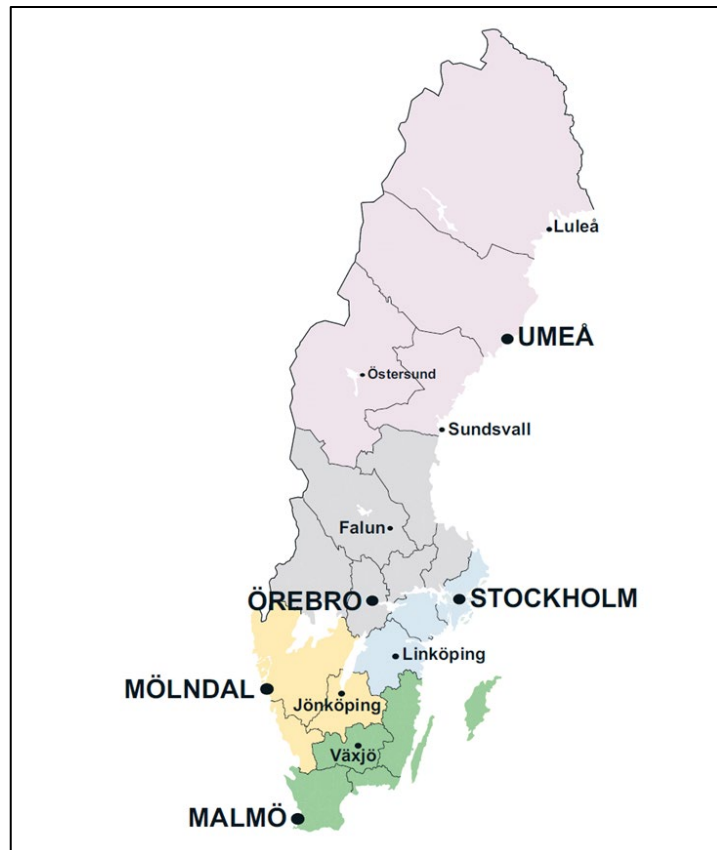 Luleå
UMEÅ
Östersund
Sundsvall
Falun
ÖREBRO
STOCKHOLM
Linköping
MÖLNDAL
Jönköping
Växjö
MALMÖ